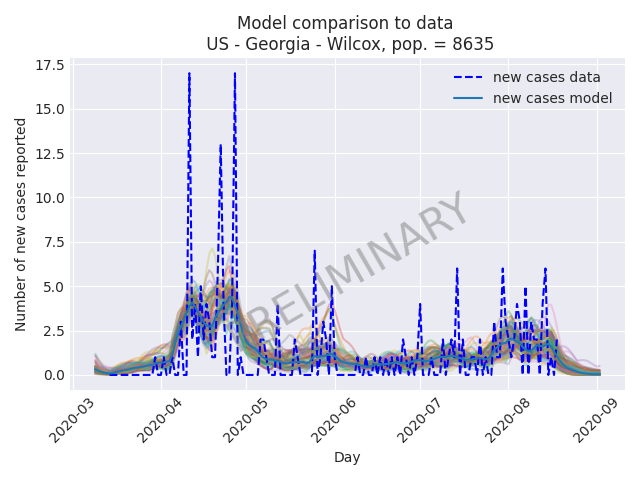 Model comparison to data
US - Georgia - Wilcox, pop. = 8635
new cases data
new cases model
PRELIMINARY
Number of new cases reported
17.5
15.0
12.5
10.0
7.5
5.0
2.5
0.0
2020-03
2020-04
2020-05
2020-06
2020-07
2020-08
2020-09
Day